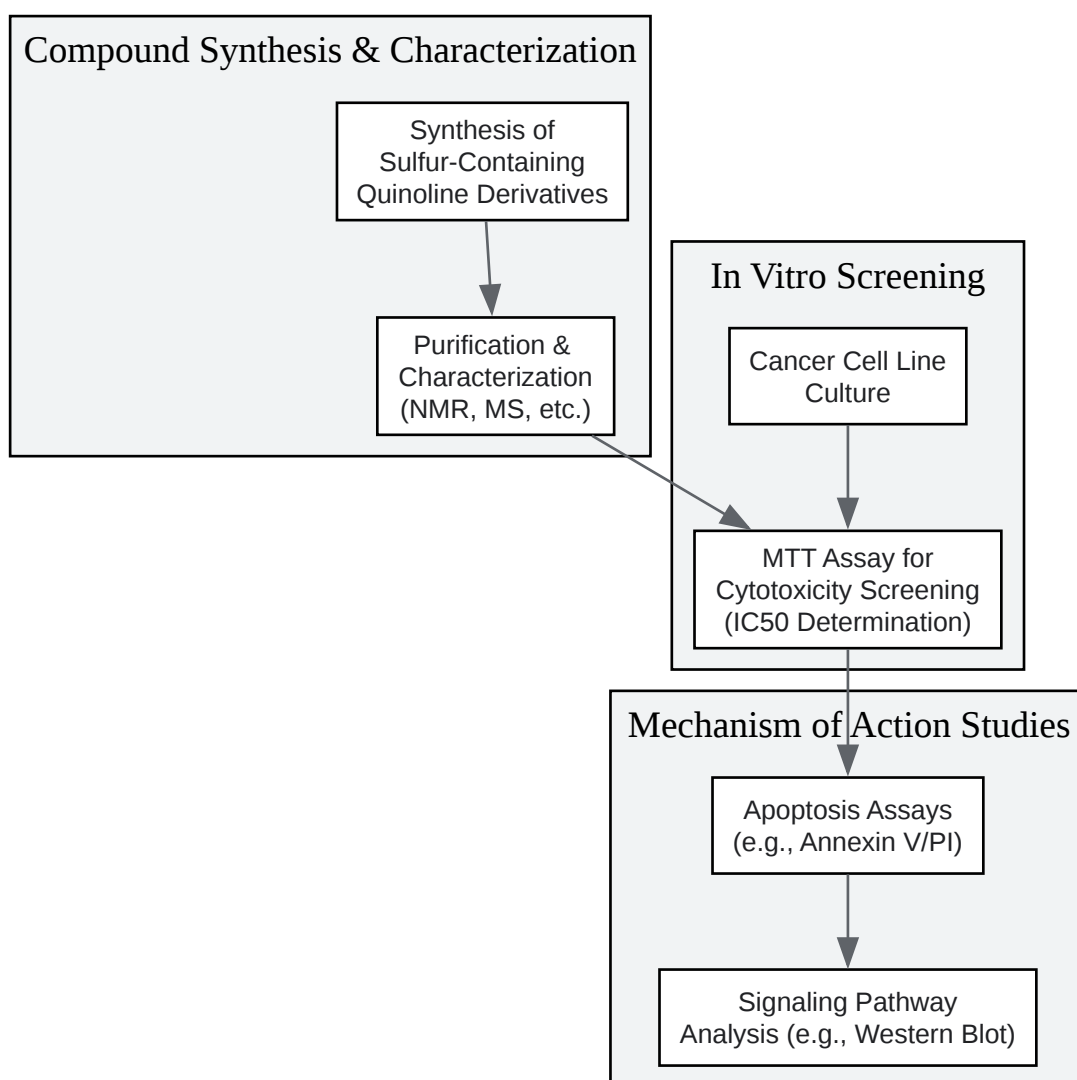 Compound Synthesis & Characterization
Synthesis of
Sulfur-Containing
Quinoline Derivatives
Purification &
Characterization
(NMR, MS, etc.)
In Vitro Screening
Cancer Cell Line
Culture
MTT Assay for
Cytotoxicity Screening
(IC50 Determination)
Mechanism of Action Studies
Apoptosis Assays
(e.g., Annexin V/PI)
Signaling Pathway
Analysis (e.g., Western Blot)